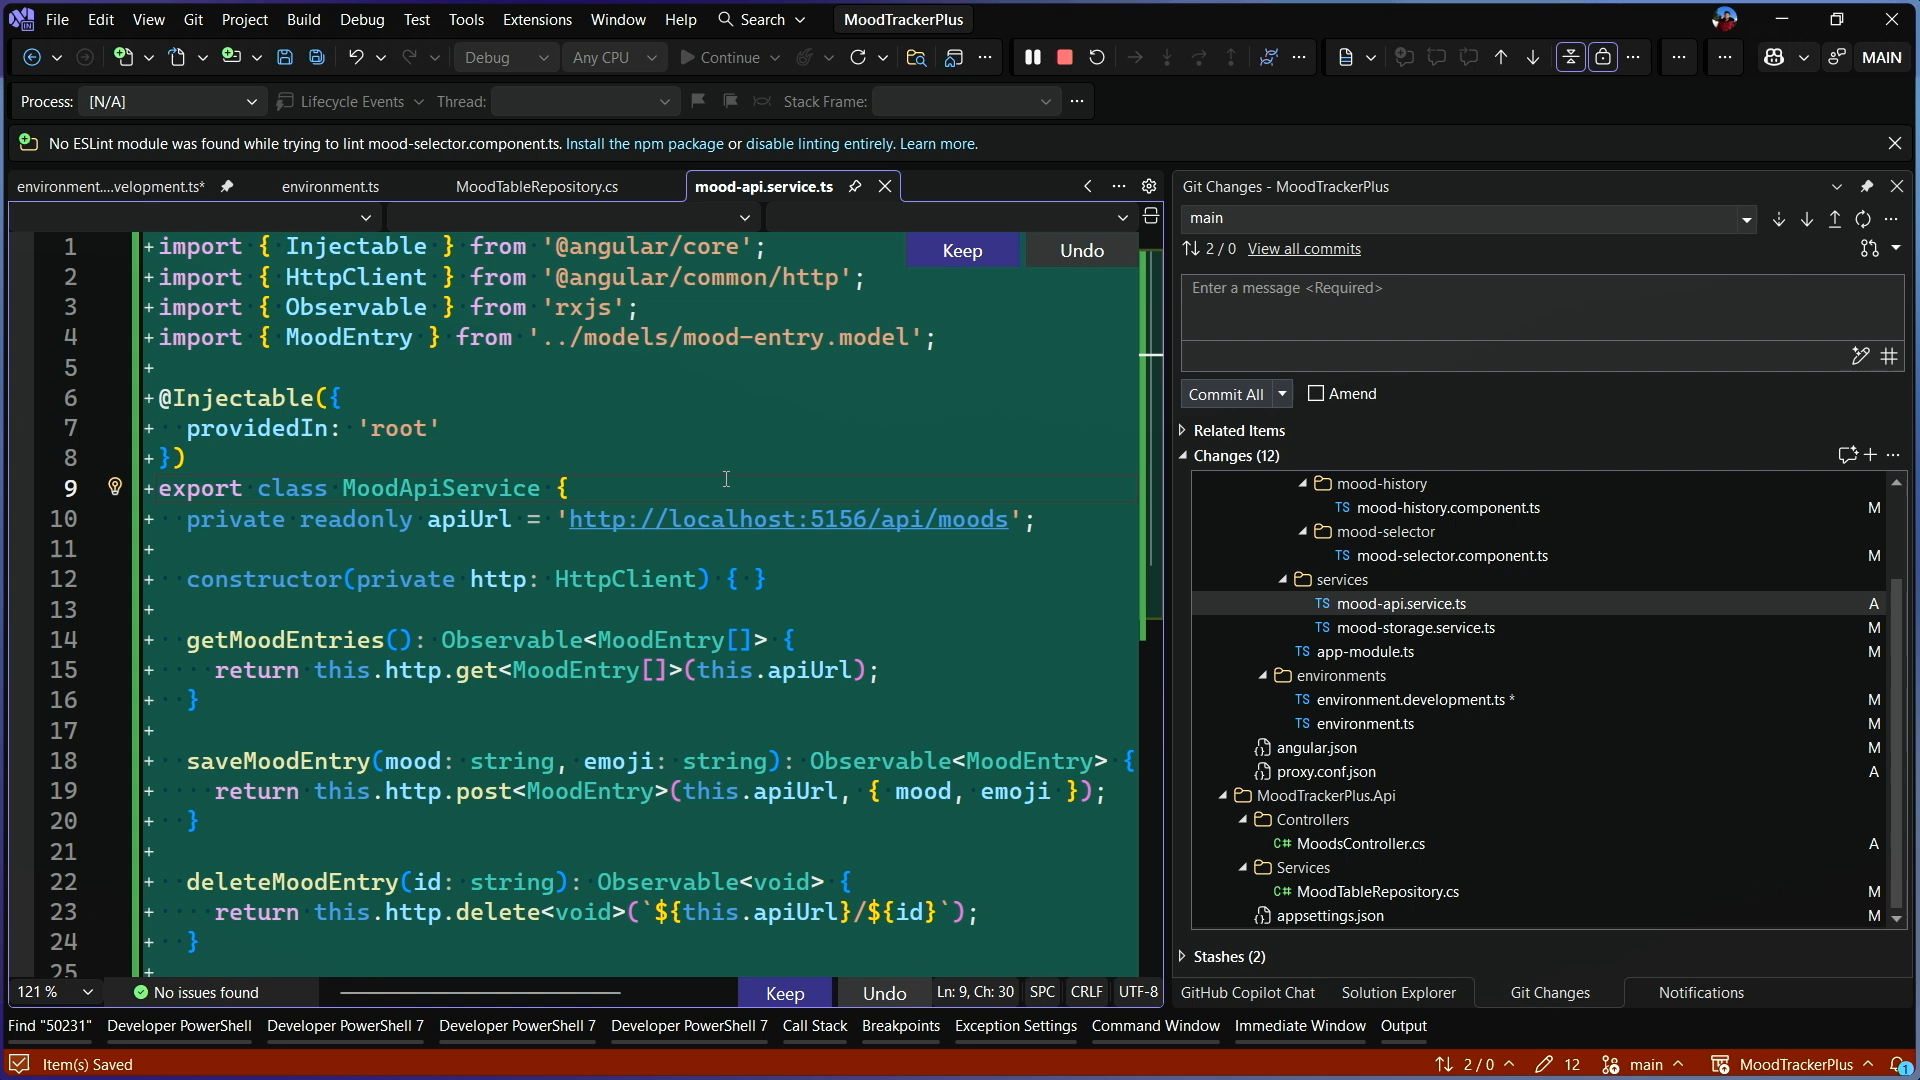 File Edit View Git Project Build Debug Test Tools Extensions Window Help Search MoodTrackerPlus
Debug Any CPU Continue MAIN
Process: [N/A] Lifecycle Events Thread: Stack Frame:
No ESLint module was found while trying to lint mood-selector.component.ts. Install the npm package or disable linting entirely. Learn more.
environment....velopment.ts* environment.ts MoodTableRepository.cs mood-api.service.ts
1 +import { Injectable } from '@angular/core';
2 +import { HttpClient } from '@angular/common/http';
3 +import { Observable } from 'rxjs';
4 +import { MoodEntry } from '../models/mood-entry.model';
5 +
6 +@Injectable({
7 + providedIn: 'root'
8 +})
9 +export class MoodApiService {
10 + private readonly apiUrl = 'http://localhost:5156/api/moods';
11 +
12 + constructor(private http: HttpClient) { }
13 +
14 + getMoodEntries(): Observable<MoodEntry[]> {
15 + return this.http.get<MoodEntry[]>(this.apiUrl);
16 + }
17 +
18 + saveMoodEntry(mood: string, emoji: string): Observable<MoodEntry> {
19 + return this.http.post<MoodEntry>(this.apiUrl, { mood, emoji });
20 + }
21 +
22 + deleteMoodEntry(id: string): Observable<void> {
23 + return this.http.delete<void>(`${this.apiUrl}/${id}`);
24 + }
25 +
Keep Undo
121 % No issues found Keep Undo Ln: 9, Ch: 30 SPC CRLF UTF-8
Git Changes - MoodTrackerPlus
main
2 / 0 View all commits
Enter a message <Required>
Commit All Amend
Related Items
Changes (12)
mood-history
TS mood-history.component.ts M
mood-selector
TS mood-selector.component.ts M
services
TS mood-api.service.ts A
TS mood-storage.service.ts M
TS app-module.ts M
environments
TS environment.development.ts * M
TS environment.ts M
angular.json M
proxy.conf.json A
MoodTrackerPlus.Api
Controllers
C# MoodsController.cs A
Services
C# MoodTableRepository.cs M
appsettings.json M
Stashes (2)
GitHub Copilot Chat Solution Explorer Git Changes Notifications
Find "50231" Developer PowerShell Developer PowerShell 7 Developer PowerShell 7 Developer PowerShell 7 Call Stack Breakpoints Exception Settings Command Window Immediate Window Output
Item(s) Saved 2 / 0 12 main MoodTrackerPlus 1